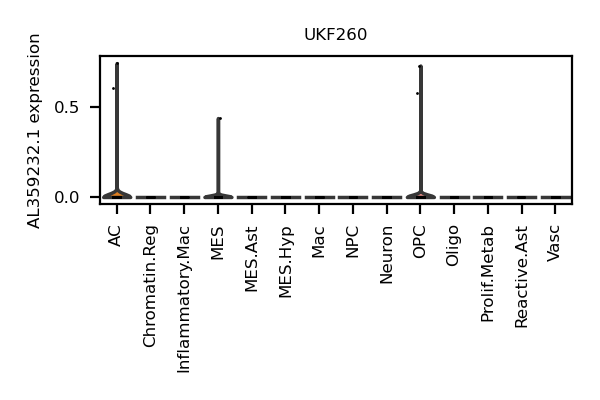 UKF260
AL359232.1 expression
0.5
0.0
AC
Chromatin.Reg
Inflammatory.Mac
MES
MES.Ast
MES.Hyp
Mac
NPC
Neuron
OPC
Oligo
Prolif.Metab
Reactive.Ast
Vasc